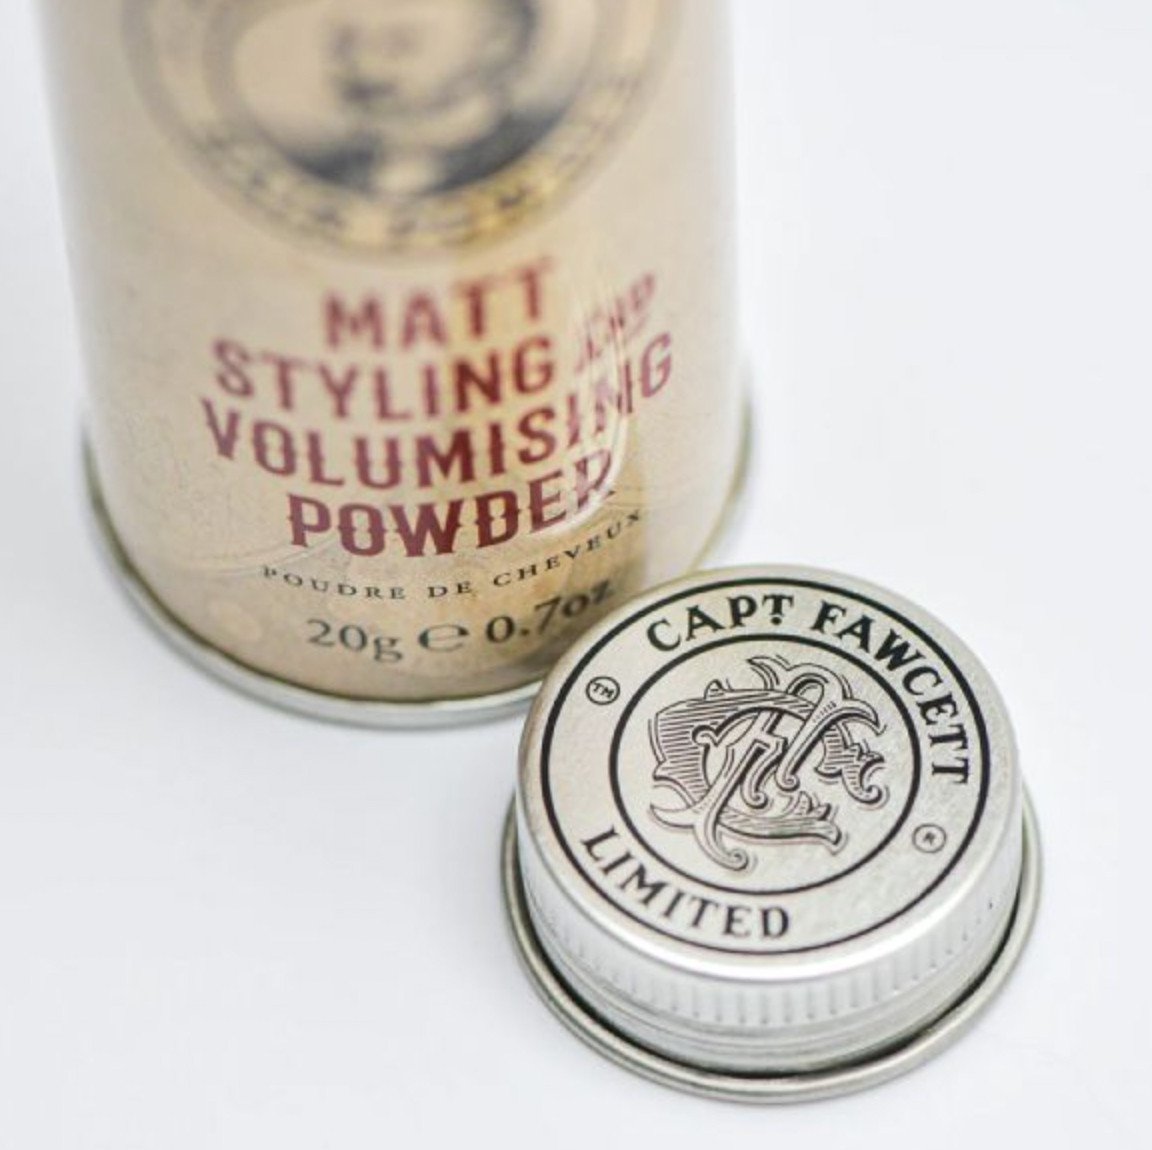 MATT
STYLING AND
VOLUMISING
POWDER
POUDRE DE CHEVEUX
20g ℮ 0.7oz
CAPT. FAWCETT
TM
®
LIMITED